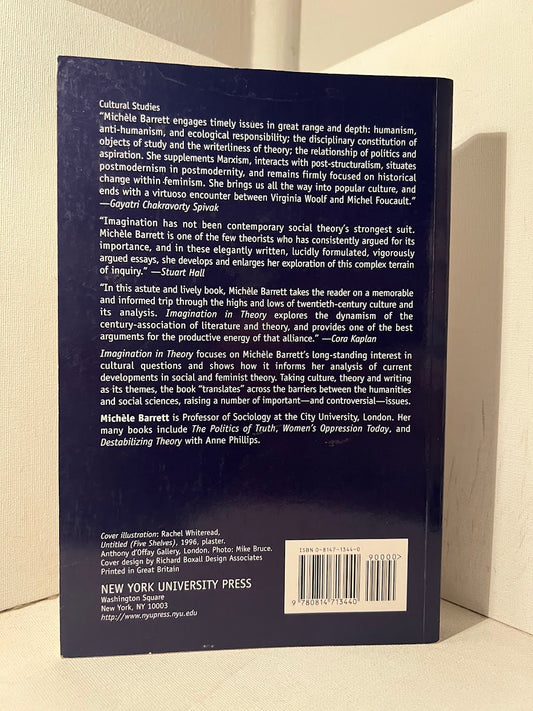 Cultural Studies
“Michèle Barrett engages timely issues in great range and depth: humanism,
anti-humanism, and ecological responsibility; the disciplinary constitution of
objects of study and the writerliness of theory; the relationship of politics and
aspiration. She supplements Marxism, interacts with post-structuralism, situates
postmodernism in postmodernity, and remains firmly focused on historical
change within feminism. She brings us all the way into popular culture, and
ends with a virtuoso encounter between Virginia Woolf and Michel Foucault.”
—Gayatri Chakravorty Spivak
“Imagination has not been contemporary social theory's strongest suit.
Michèle Barrett is one of the few theorists who has consistently argued for its
importance, and in these elegantly written, lucidly formulated, vigorously
argued essays, she develops and enlarges her exploration of this complex terrain
of inquiry.” —Stuart Hall
“In this astute and lively book, Michèle Barrett takes the reader on a memorable
and informed trip through the highs and lows of twentieth-century culture and
its analysis. Imagination in Theory explores the dynamism of the
century-association of literature and theory, and provides one of the best
arguments for the productive energy of that alliance.” —Cora Kaplan
Imagination in Theory focuses on Michèle Barrett's long-standing interest in
cultural questions and shows how it informs her analysis of current
developments in social and feminist theory. Taking culture, theory and writing
as its themes, the book “translates” across the barriers between the humanities
and social sciences, raising a number of important—and controversial—issues.
Michèle Barrett is Professor of Sociology at the City University, London. Her
many books include The Politics of Truth, Women's Oppression Today, and
Destabilizing Theory with Anne Phillips.
Cover illustration: Rachel Whiteread,
Untitled (Five Shelves), 1996, plaster.
Anthony d'Offay Gallery, London. Photo: Mike Bruce.
Cover design by Richard Boxall Design Associates
Printed in Great Britain
NEW YORK UNIVERSITY PRESS
Washington Square
New York, NY 10003
http://www.nyupress.nyu.edu
ISBN 0-8147-1344-0
90000>
9 780814 713440